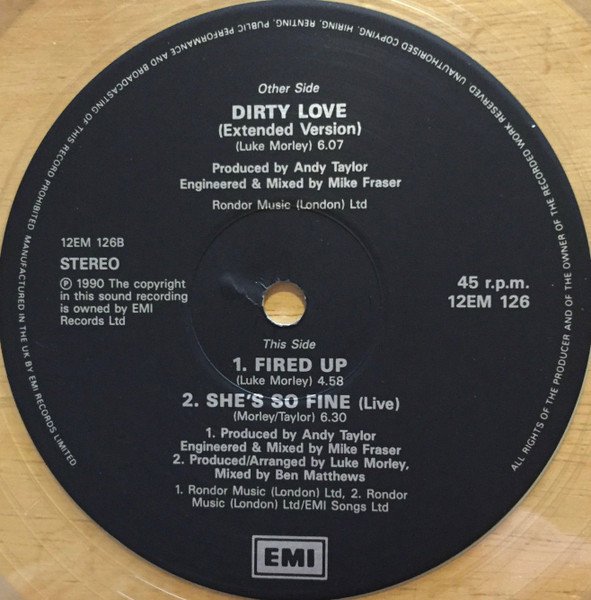 Other Side
DIRTY LOVE
(Extended Version)
(Luke Morley) 6.07
Produced by Andy Taylor
Engineered & Mixed by Mike Fraser
Rondor Music (London) Ltd
12EM 126B
STEREO
Ⓟ 1990 The copyright
in this sound recording
is owned by EMI
Records Ltd
45 r.p.m.
12EM 126
This Side
1. FIRED UP
(Luke Morley) 4.58
2. SHE'S SO FINE (Live)
(Morley/Taylor) 6.30
1. Produced by Andy Taylor
Engineered & Mixed by Mike Fraser
2. Produced/Arranged by Luke Morley,
Mixed by Ben Matthews
1. Rondor Music (London) Ltd, 2. Rondor
Music (London) Ltd/EMI Songs Ltd
EMI
ALL RIGHTS OF THE PRODUCER AND OF THE OWNER OF THE RECORDED WORK RESERVED UNAUTHORISED COPYING, HIRING, RENTING, PUBLIC PERFORMANCE AND BROADCASTING OF THIS RECORD PROHIBITED MANUFACTURED IN THE UK BY EMI RECORDS LIMITED